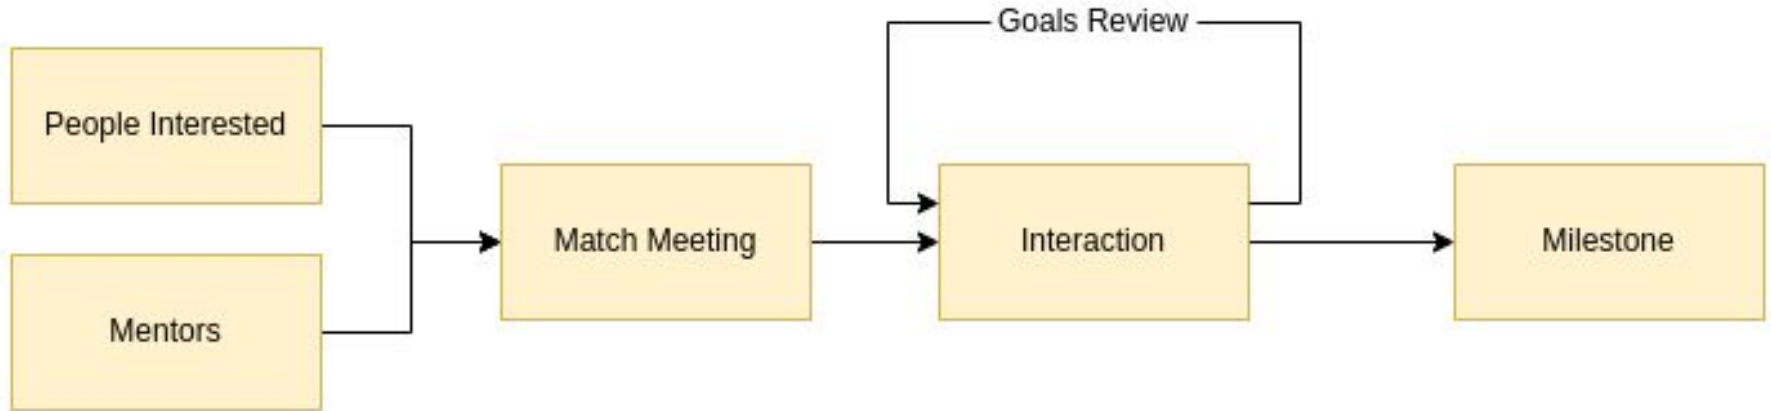 Goals Review
People Interested
Mentors
Match Meeting
Interaction
Milestone